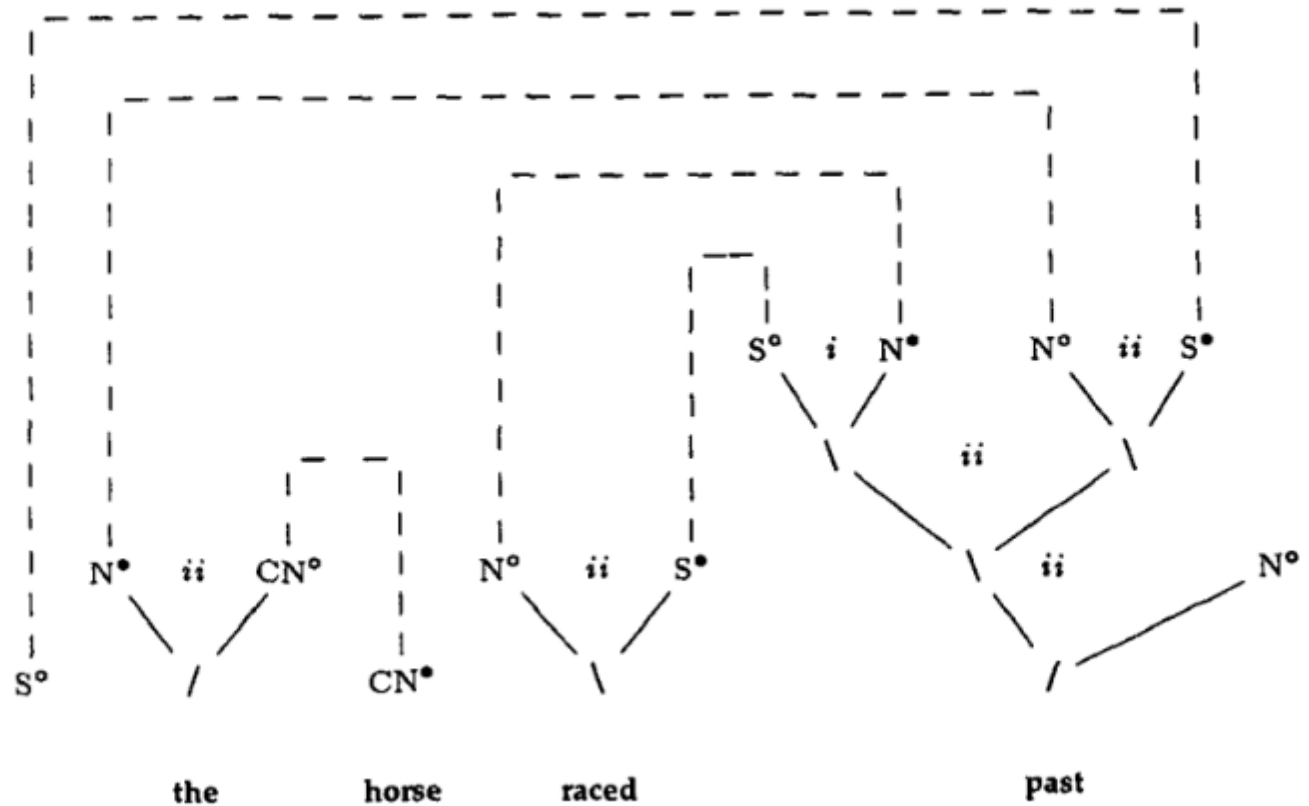 S° i N• N° ii S•
ii
N• ii CN° N° ii S• ii N°
S° / CN• \ /
the horse raced past